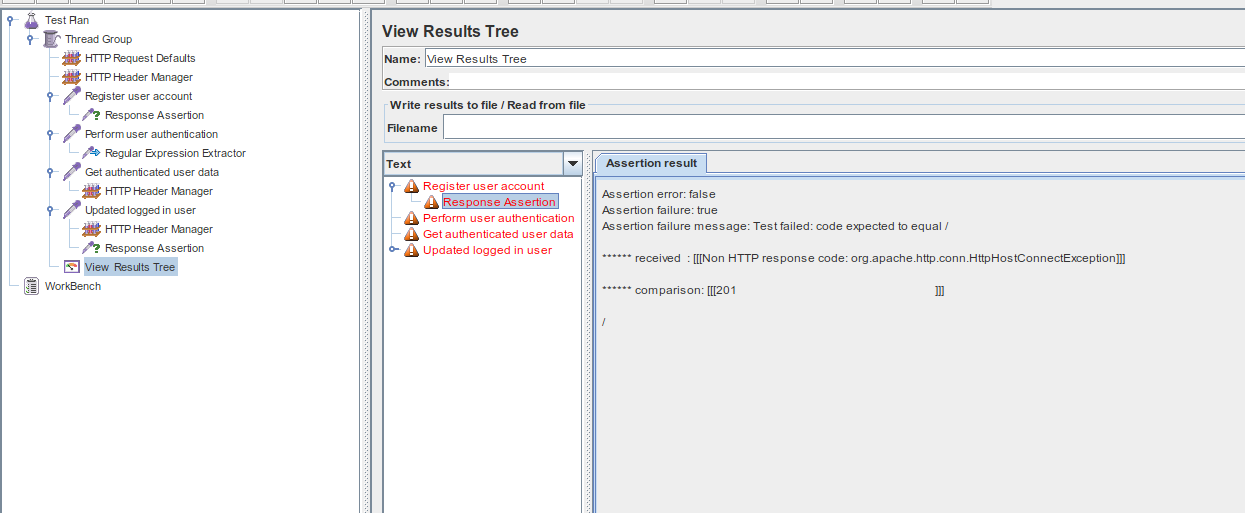 Test Plan
Thread Group
HTTP Request Defaults
HTTP Header Manager
Register user account
Response Assertion
Perform user authentication
Regular Expression Extractor
Get authenticated user data
HTTP Header Manager
Updated logged in user
HTTP Header Manager
Response Assertion
View Results Tree
WorkBench
View Results Tree
Name: View Results Tree
Comments:
Write results to file / Read from file
Filename
Text
Register user account
Response Assertion
Perform user authentication
Get authenticated user data
Updated logged in user
Assertion result
Assertion error: false
Assertion failure: true
Assertion failure message: Test failed: code expected to equal /
****** received : [[[Non HTTP response code: org.apache.http.conn.HttpHostConnectException]]]
****** comparison: [[[201 ]]]
/